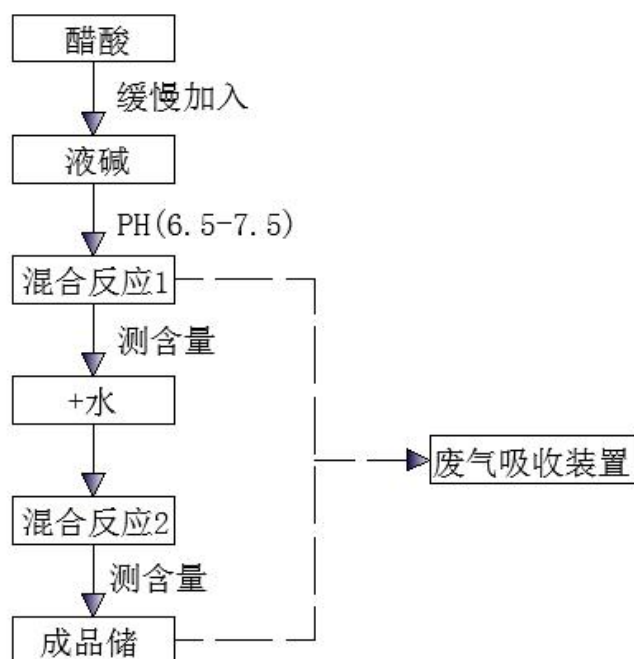 醋酸
缓慢加入
液碱
PH(6.5-7.5)
混合反应1
测含量
+水
废气吸收装置
混合反应2
测含量
成品储